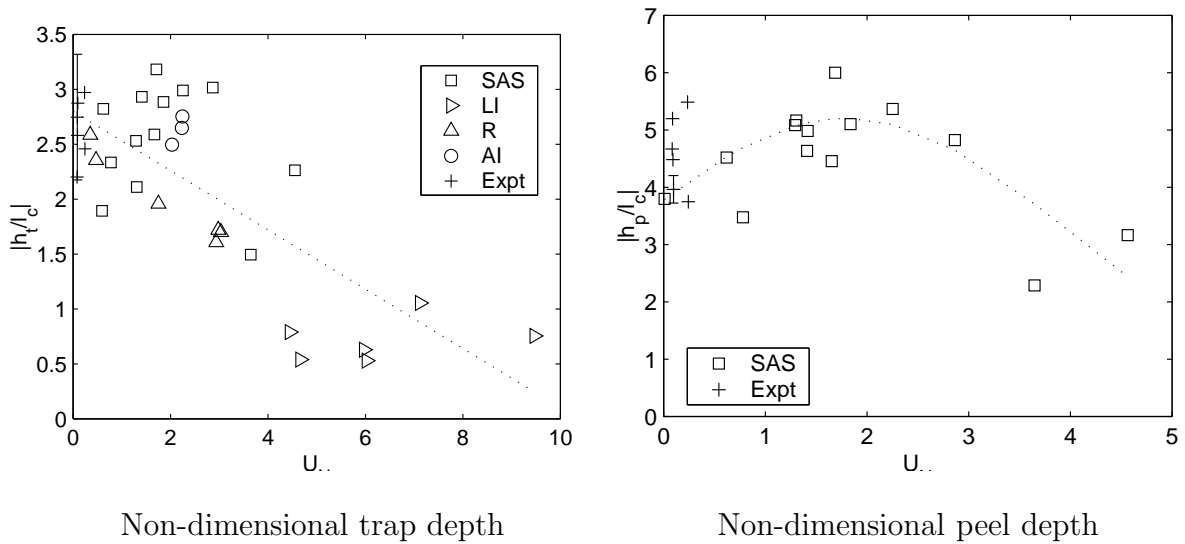 3.5
3
2.5
2
1.5
1
0.5
0
0 2 4 6 8 10
|h_t/l_c|
SAS
LI
R
AI
Expt
7
6
5
4
3
2
1
0
0 1 2 3 4 5
|h_p/l_c|
SAS
Expt
Non-dimensional trap depth
Non-dimensional peel depth